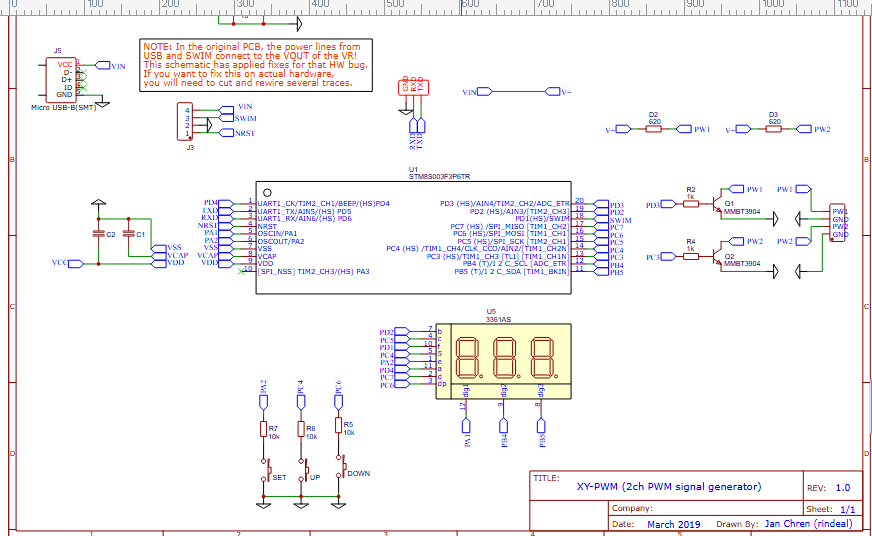 0 100 200 300 400 500 600 700 800 900 1000 1100
NOTE: In the original PCB, the power lines from
USB and SWIM connect to the VOUT of the VR!
This schematic has applied fixes for that HW bug.
If you want to fix this on actual hardware,
you will need to cut and rewire several traces.
J5
VCC 1
D- 2
D+ 3
ID 4
GND 5
VIN
Micro USB-B(SMT)
4 VIN
3 SWIM
2
1 NRST
J3
GND
RXD
TXD
RXD
TXD
VIN V+
D2
620
V+ PW1
D3
620
V+ PW2
B
B
U1
STM8S003F3P6TR
PD4 1 UART1_CK/TIM2_CH1/BEEP/(HS)PD4
TXD 2 UART1_TX/AIN5/(HS) PD5
RXD 3 UART1_RX/AIN6/(HS) PD6
NRST 4 NRST
PA1 5 OSCIN/PA1
PA2 6 OSCOUT/PA2
VSS 7 VSS
VCAP 8 VCAP
VDD 9 VDD
10 [SPI_NSS] TIM2_CH3/(HS) PA3
PD3 (HS)/AIN4/TIM2_CH2/ADC_ETR 20 PD3
PD2 (HS)/AIN3/[TIM2_CH3] 19 PD2
PD1(HS)/SWIM 18 SWIM
PC7 (HS)/SPI_MISO [TIM1_CH2] 17 PC7
PC6 (HS)/SPI_MOSI [TIM1_CH1] 16 PC6
PC5 (HS)/SPI_SCK [TIM2_CH1] 15 PC5
PC4 (HS) /TIM1_CH4/CLK_CCO/AIN2/[TIM1_CH2N] 14 PC4
PC3 (HS)/TIM1_CH3 [TLI] [TIM1_CH1N] 13 PC3
PB4 (T)/I 2 C_SCL [ADC_ETR] 12 PB4
PB5 (T)/I 2 C_SDA [TIM1_BKIN] 11 PB5
C2
C1
VSS
VCAP
VCC
VDD
R2
1k
PD3
PW1
Q1
MMBT3904
R4
1k
PC3
PW2
Q2
MMBT3904
PW1
PW2
PW1
GND
PW2
GND
C
C
U5
3361AS
PD2 7 b
PC5 4 c
PD1 10 f
PC4 5 g
PA2 1 e
PD4 11 a
PC7 2 d
PC6 3 dp
dig1
dig2
dig3
12
9
8
PA1
PB4
PB5
PA2
PC4
PC6
R7
10k
R6
10k
R5
10k
SET
UP
DOWN
D
D
TITLE:
XY-PWM (2ch PWM signal generator)
REV: 1.0
Company:
Sheet: 1/1
Date: March 2019 Drawn By: Jan Chren (rindeal)
1 2 3 4 5